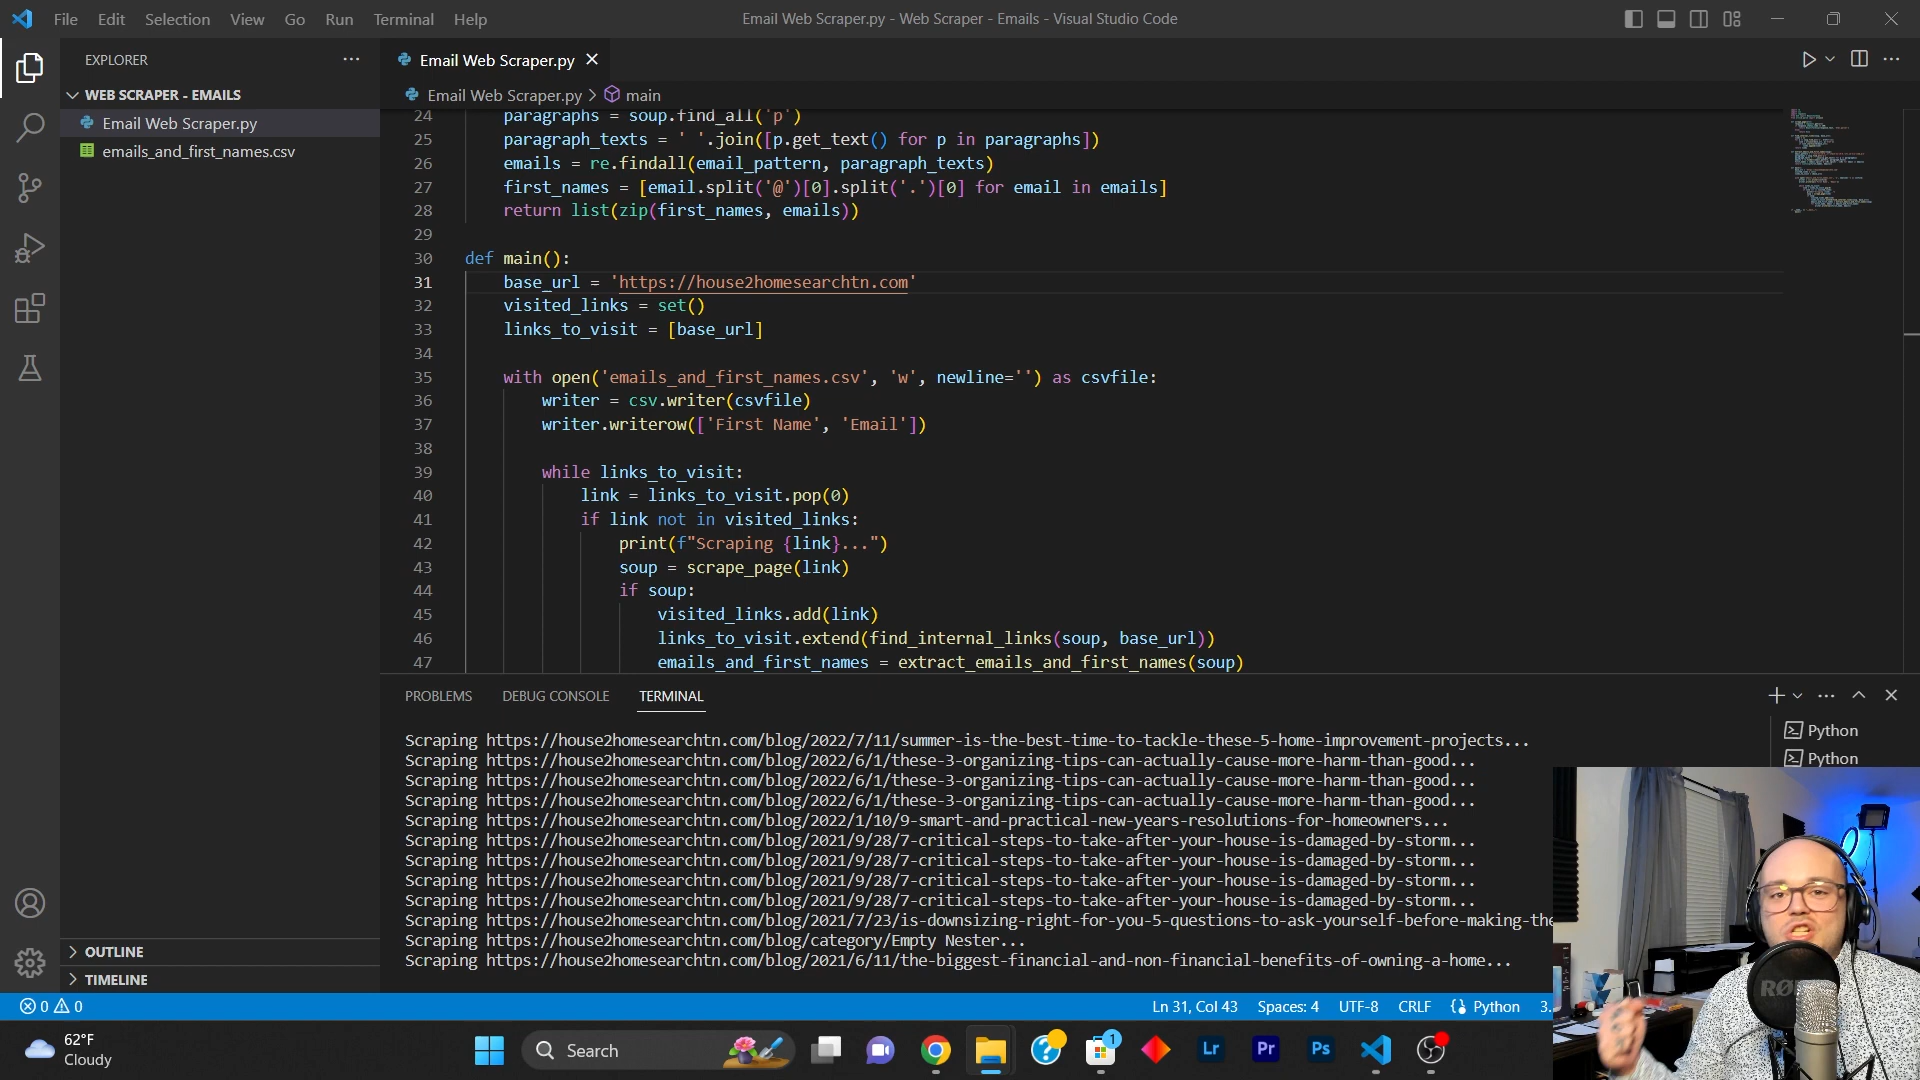 File Edit Selection View Go Run Terminal Help
Email Web Scraper.py - Web Scraper - Emails - Visual Studio Code
EXPLORER
WEB SCRAPER - EMAILS
Email Web Scraper.py
emails_and_first_names.csv
OUTLINE
TIMELINE
Email Web Scraper.py
Email Web Scraper.py > main
24 paragraphs = soup.find_all('p')
25 paragraph_texts = ' '.join([p.get_text() for p in paragraphs])
26 emails = re.findall(email_pattern, paragraph_texts)
27 first_names = [email.split('@')[0].split('.')[0] for email in emails]
28 return list(zip(first_names, emails))
29
30 def main():
31 base_url = 'https://house2homesearchtn.com'
32 visited_links = set()
33 links_to_visit = [base_url]
34
35 with open('emails_and_first_names.csv', 'w', newline='') as csvfile:
36 writer = csv.writer(csvfile)
37 writer.writerow(['First Name', 'Email'])
38
39 while links_to_visit:
40 link = links_to_visit.pop(0)
41 if link not in visited_links:
42 print(f"Scraping {link}...")
43 soup = scrape_page(link)
44 if soup:
45 visited_links.add(link)
46 links_to_visit.extend(find_internal_links(soup, base_url))
47 emails_and_first_names = extract_emails_and_first_names(soup)
PROBLEMS DEBUG CONSOLE TERMINAL
Scraping https://house2homesearchtn.com/blog/2022/7/11/summer-is-the-best-time-to-tackle-these-5-home-improvement-projects...
Scraping https://house2homesearchtn.com/blog/2022/6/1/these-3-organizing-tips-can-actually-cause-more-harm-than-good...
Scraping https://house2homesearchtn.com/blog/2022/6/1/these-3-organizing-tips-can-actually-cause-more-harm-than-good...
Scraping https://house2homesearchtn.com/blog/2022/6/1/these-3-organizing-tips-can-actually-cause-more-harm-than-good...
Scraping https://house2homesearchtn.com/blog/2022/1/10/9-smart-and-practical-new-years-resolutions-for-homeowners...
Scraping https://house2homesearchtn.com/blog/2021/9/28/7-critical-steps-to-take-after-your-house-is-damaged-by-storm...
Scraping https://house2homesearchtn.com/blog/2021/9/28/7-critical-steps-to-take-after-your-house-is-damaged-by-storm...
Scraping https://house2homesearchtn.com/blog/2021/9/28/7-critical-steps-to-take-after-your-house-is-damaged-by-storm...
Scraping https://house2homesearchtn.com/blog/2021/9/28/7-critical-steps-to-take-after-your-house-is-damaged-by-storm...
Scraping https://house2homesearchtn.com/blog/2021/7/23/is-downsizing-right-for-you-5-questions-to-ask-yourself-before-making-the
Scraping https://house2homesearchtn.com/blog/category/Empty Nester...
Scraping https://house2homesearchtn.com/blog/2021/6/11/the-biggest-financial-and-non-financial-benefits-of-owning-a-home...
Python
Python
RØ
0 0
Ln 31, Col 43 Spaces: 4 UTF-8 CRLF Python 3.
62°F
Cloudy
Search
1
Lr
Pr
Ps